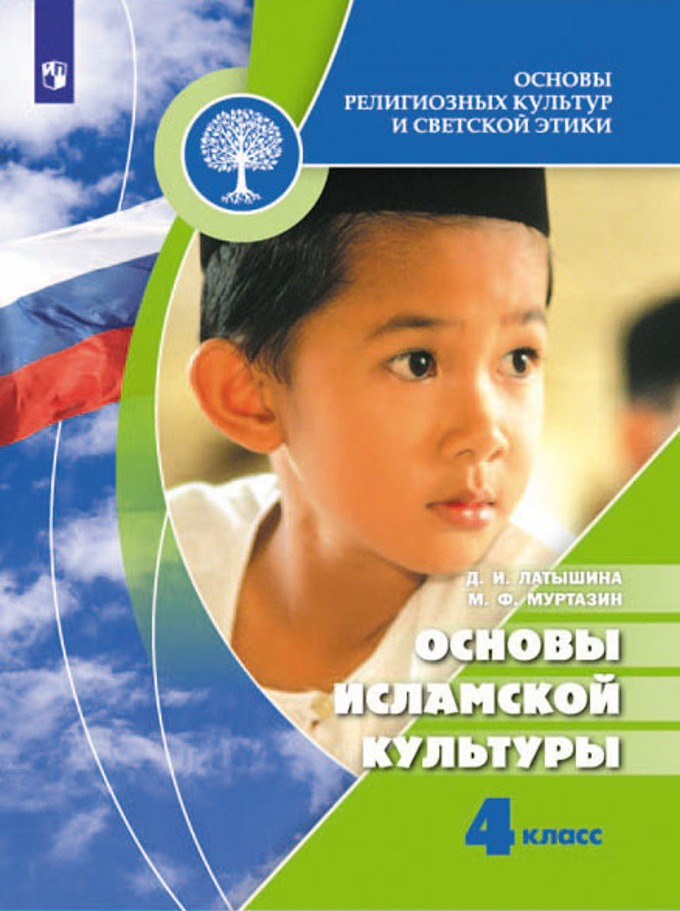 ОСНОВЫ
РЕЛИГИОЗНЫХ КУЛЬТУР
И СВЕТСКОЙ ЭТИКИ
Д. И. ЛАТЫШИНА
М. Ф. МУРТАЗИН
ОСНОВЫ
ИСЛАМСКОЙ
КУЛЬТУРЫ
4 класс